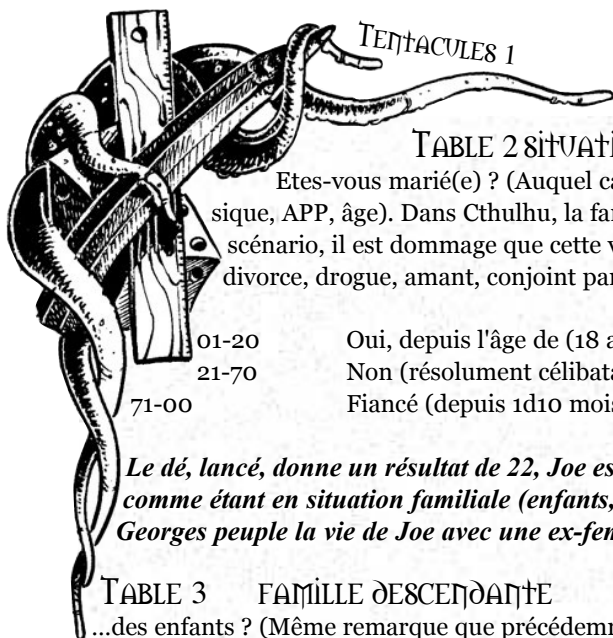 TENTACULES 1
TABLE 2 SITUATI
Etes-vous marié(e) ? (Auquel ca
sique, APP, âge). Dans Cthulhu, la far
scénario, il est dommage que cette v
divorce, drogue, amant, conjoint par
01-20 Oui, depuis l'âge de (18 a
21-70 Non (résolument céliba
71-00 Fiancé (depuis 1d10 mois
Le dé, lancé, donne un résultat de 22, Joe es
comme étant en situation familiale (enfants,
Georges peuple la vie de Joe avec une ex-fem
TABLE 3 FAMILLE DESCENDANTE
...des enfants ? (Même remarque que précédem